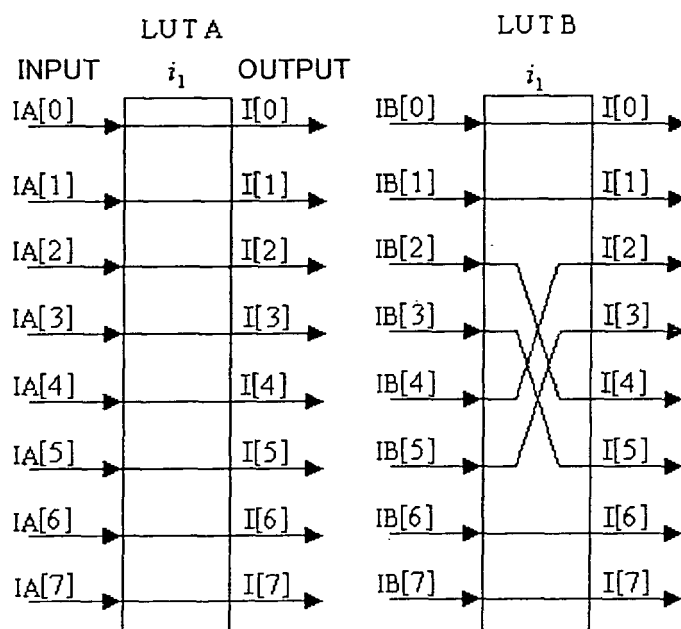 LUT A LUT B
INPUT i₁ OUTPUT i₁
IA[0] I[0] IB[0] I[0]
IA[1] I[1] IB[1] I[1]
IA[2] I[2] IB[2] I[2]
IA[3] I[3] IB[3] I[3]
IA[4] I[4] IB[4] I[4]
IA[5] I[5] IB[5] I[5]
IA[6] I[6] IB[6] I[6]
IA[7] I[7] IB[7] I[7]